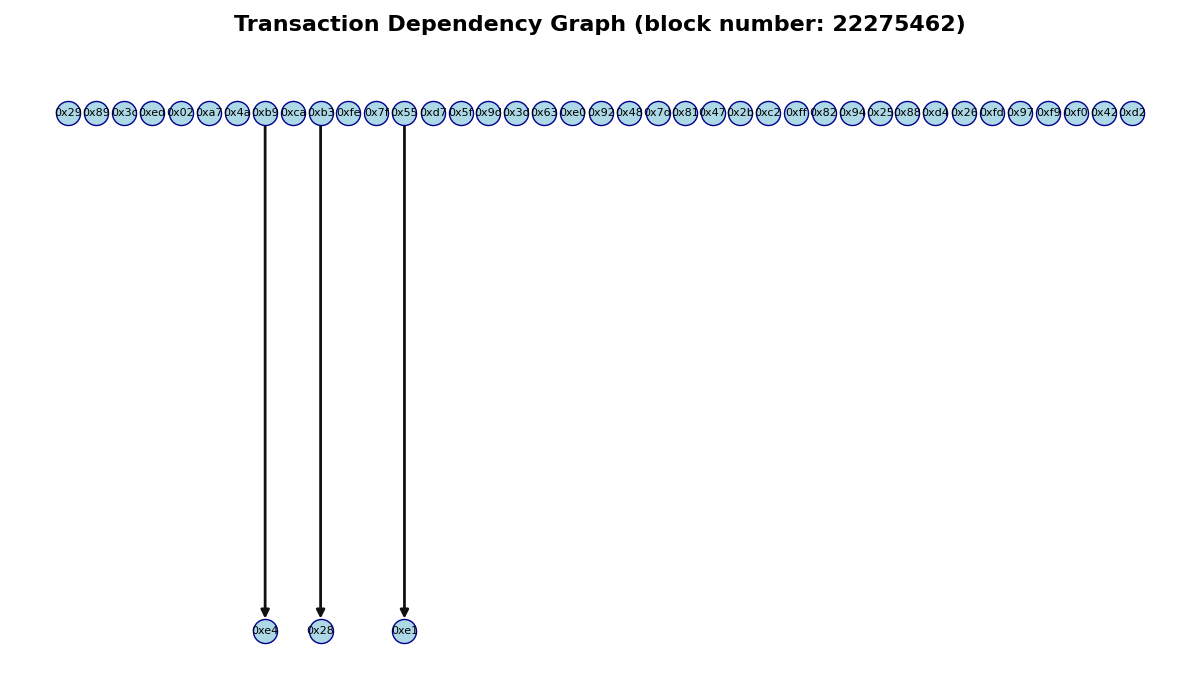 Transaction Dependency Graph (block number: 22275462)
0x29 0x89 0x3c 0xed 0x02 0xa7 0x4a 0xb9 0xca 0xb3 0xfe 0x7f 0x55 0xd7 0x5f 0x9d 0x3d 0x63 0xe0 0x92 0x48 0x7d 0x81 0x47 0x2b 0xc2 0xff 0x82 0x94 0x25 0x88 0xd4 0x26 0xfd 0x97 0xf9 0xf0 0x42 0xd2
0xe4 0x28 0xe1